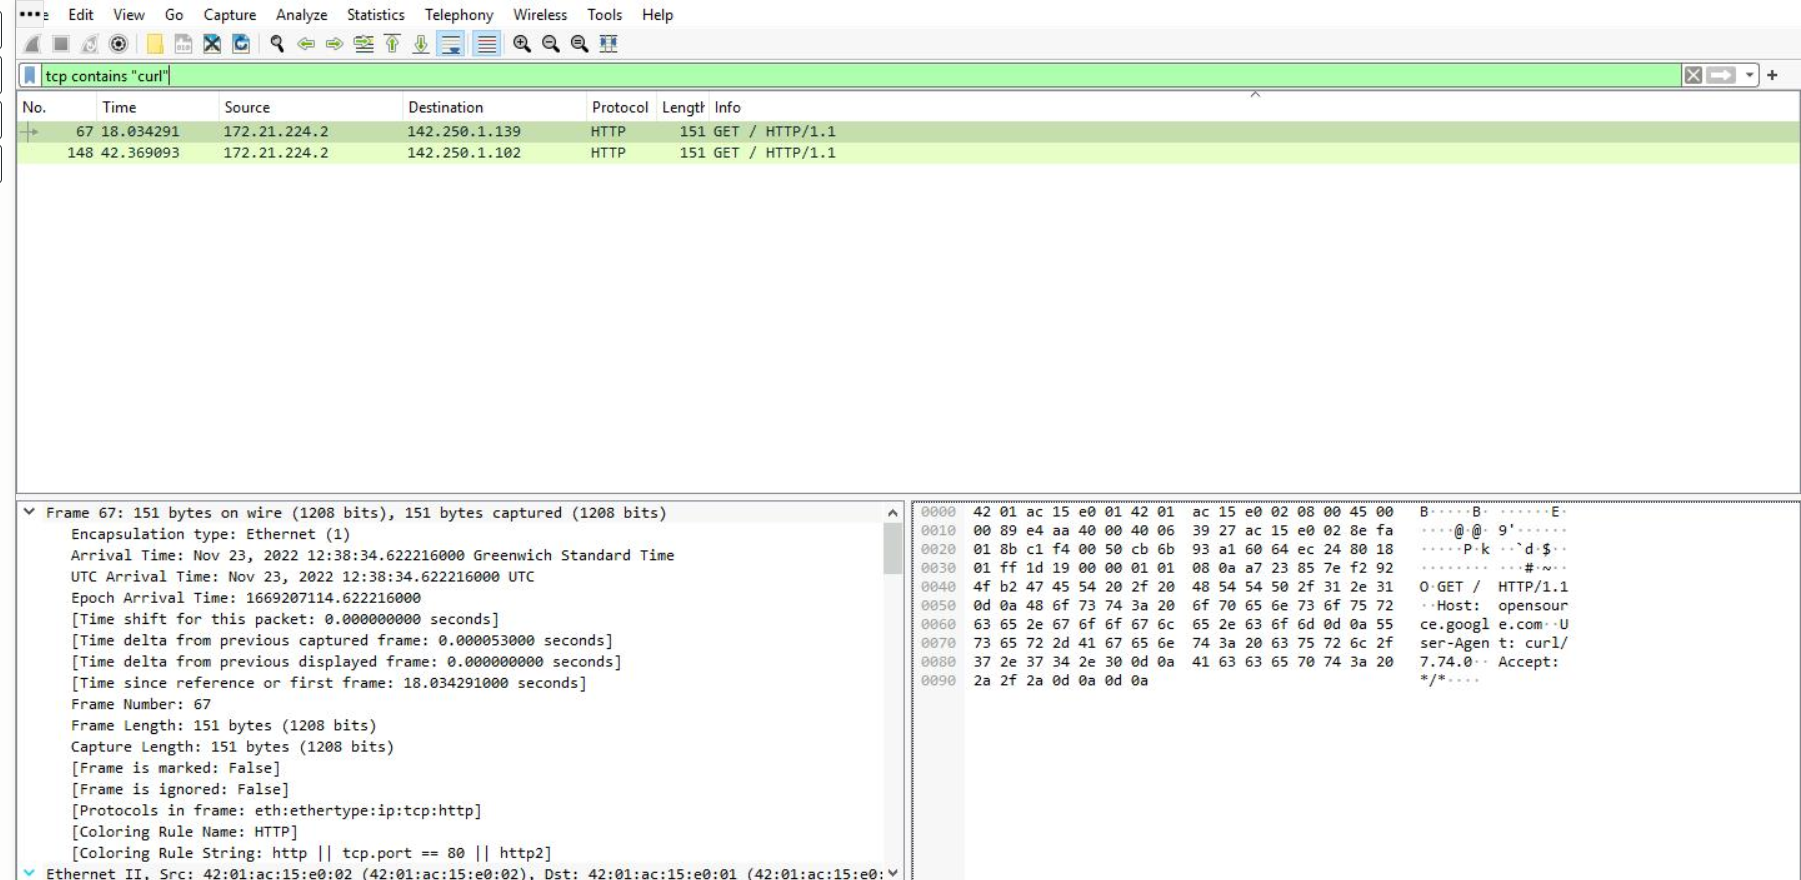 Edit View Go Capture Analyze Statistics Telephony Wireless Tools Help
tcp contains "curl"
No. Time Source Destination Protocol Length Info
67 18.034291 172.21.224.2 142.250.1.139 HTTP 151 GET / HTTP/1.1
148 42.369093 172.21.224.2 142.250.1.102 HTTP 151 GET / HTTP/1.1
Frame 67: 151 bytes on wire (1208 bits), 151 bytes captured (1208 bits)
Encapsulation type: Ethernet (1)
Arrival Time: Nov 23, 2022 12:38:34.622216000 Greenwich Standard Time
UTC Arrival Time: Nov 23, 2022 12:38:34.622216000 UTC
Epoch Arrival Time: 1669207114.622216000
[Time shift for this packet: 0.000000000 seconds]
[Time delta from previous captured frame: 0.000053000 seconds]
[Time delta from previous displayed frame: 0.000000000 seconds]
[Time since reference or first frame: 18.034291000 seconds]
Frame Number: 67
Frame Length: 151 bytes (1208 bits)
Capture Length: 151 bytes (1208 bits)
[Frame is marked: False]
[Frame is ignored: False]
[Protocols in frame: eth:ethertype:ip:tcp:http]
[Coloring Rule Name: HTTP]
[Coloring Rule String: http || tcp.port == 80 || http2]
Ethernet II, Src: 42:01:ac:15:e0:02 (42:01:ac:15:e0:02), Dst: 42:01:ac:15:e0:01 (42:01:ac:15:e0:
0000 42 01 ac 15 e0 01 42 01 ac 15 e0 02 08 00 45 00 B·····B· ······E·
0010 00 89 e4 aa 40 00 40 06 39 27 ac 15 e0 02 8e fa ····@·@· 9'······
0020 01 8b c1 f4 00 50 cb 6b 93 a1 60 64 ec 24 80 18 ·····P·k ··`d·$··
0030 01 ff 1d 19 00 00 01 01 08 0a a7 23 85 7e f2 92 ········ ···#·~··
0040 4f b2 47 45 54 20 2f 20 48 54 54 50 2f 31 2e 31 O·GET / HTTP/1.1
0050 0d 0a 48 6f 73 74 3a 20 6f 70 65 6e 73 6f 75 72 ··Host: opensour
0060 63 65 2e 67 6f 6f 67 6c 65 2e 63 6f 6d 0d 0a 55 ce.googl e.com··U
0070 73 65 72 2d 41 67 65 6e 74 3a 20 63 75 72 6c 2f ser-Agen t: curl/
0080 37 2e 37 34 2e 30 0d 0a 41 63 63 65 70 74 3a 20 7.74.0·· Accept:
0090 2a 2f 2a 0d 0a 0d 0a */*····